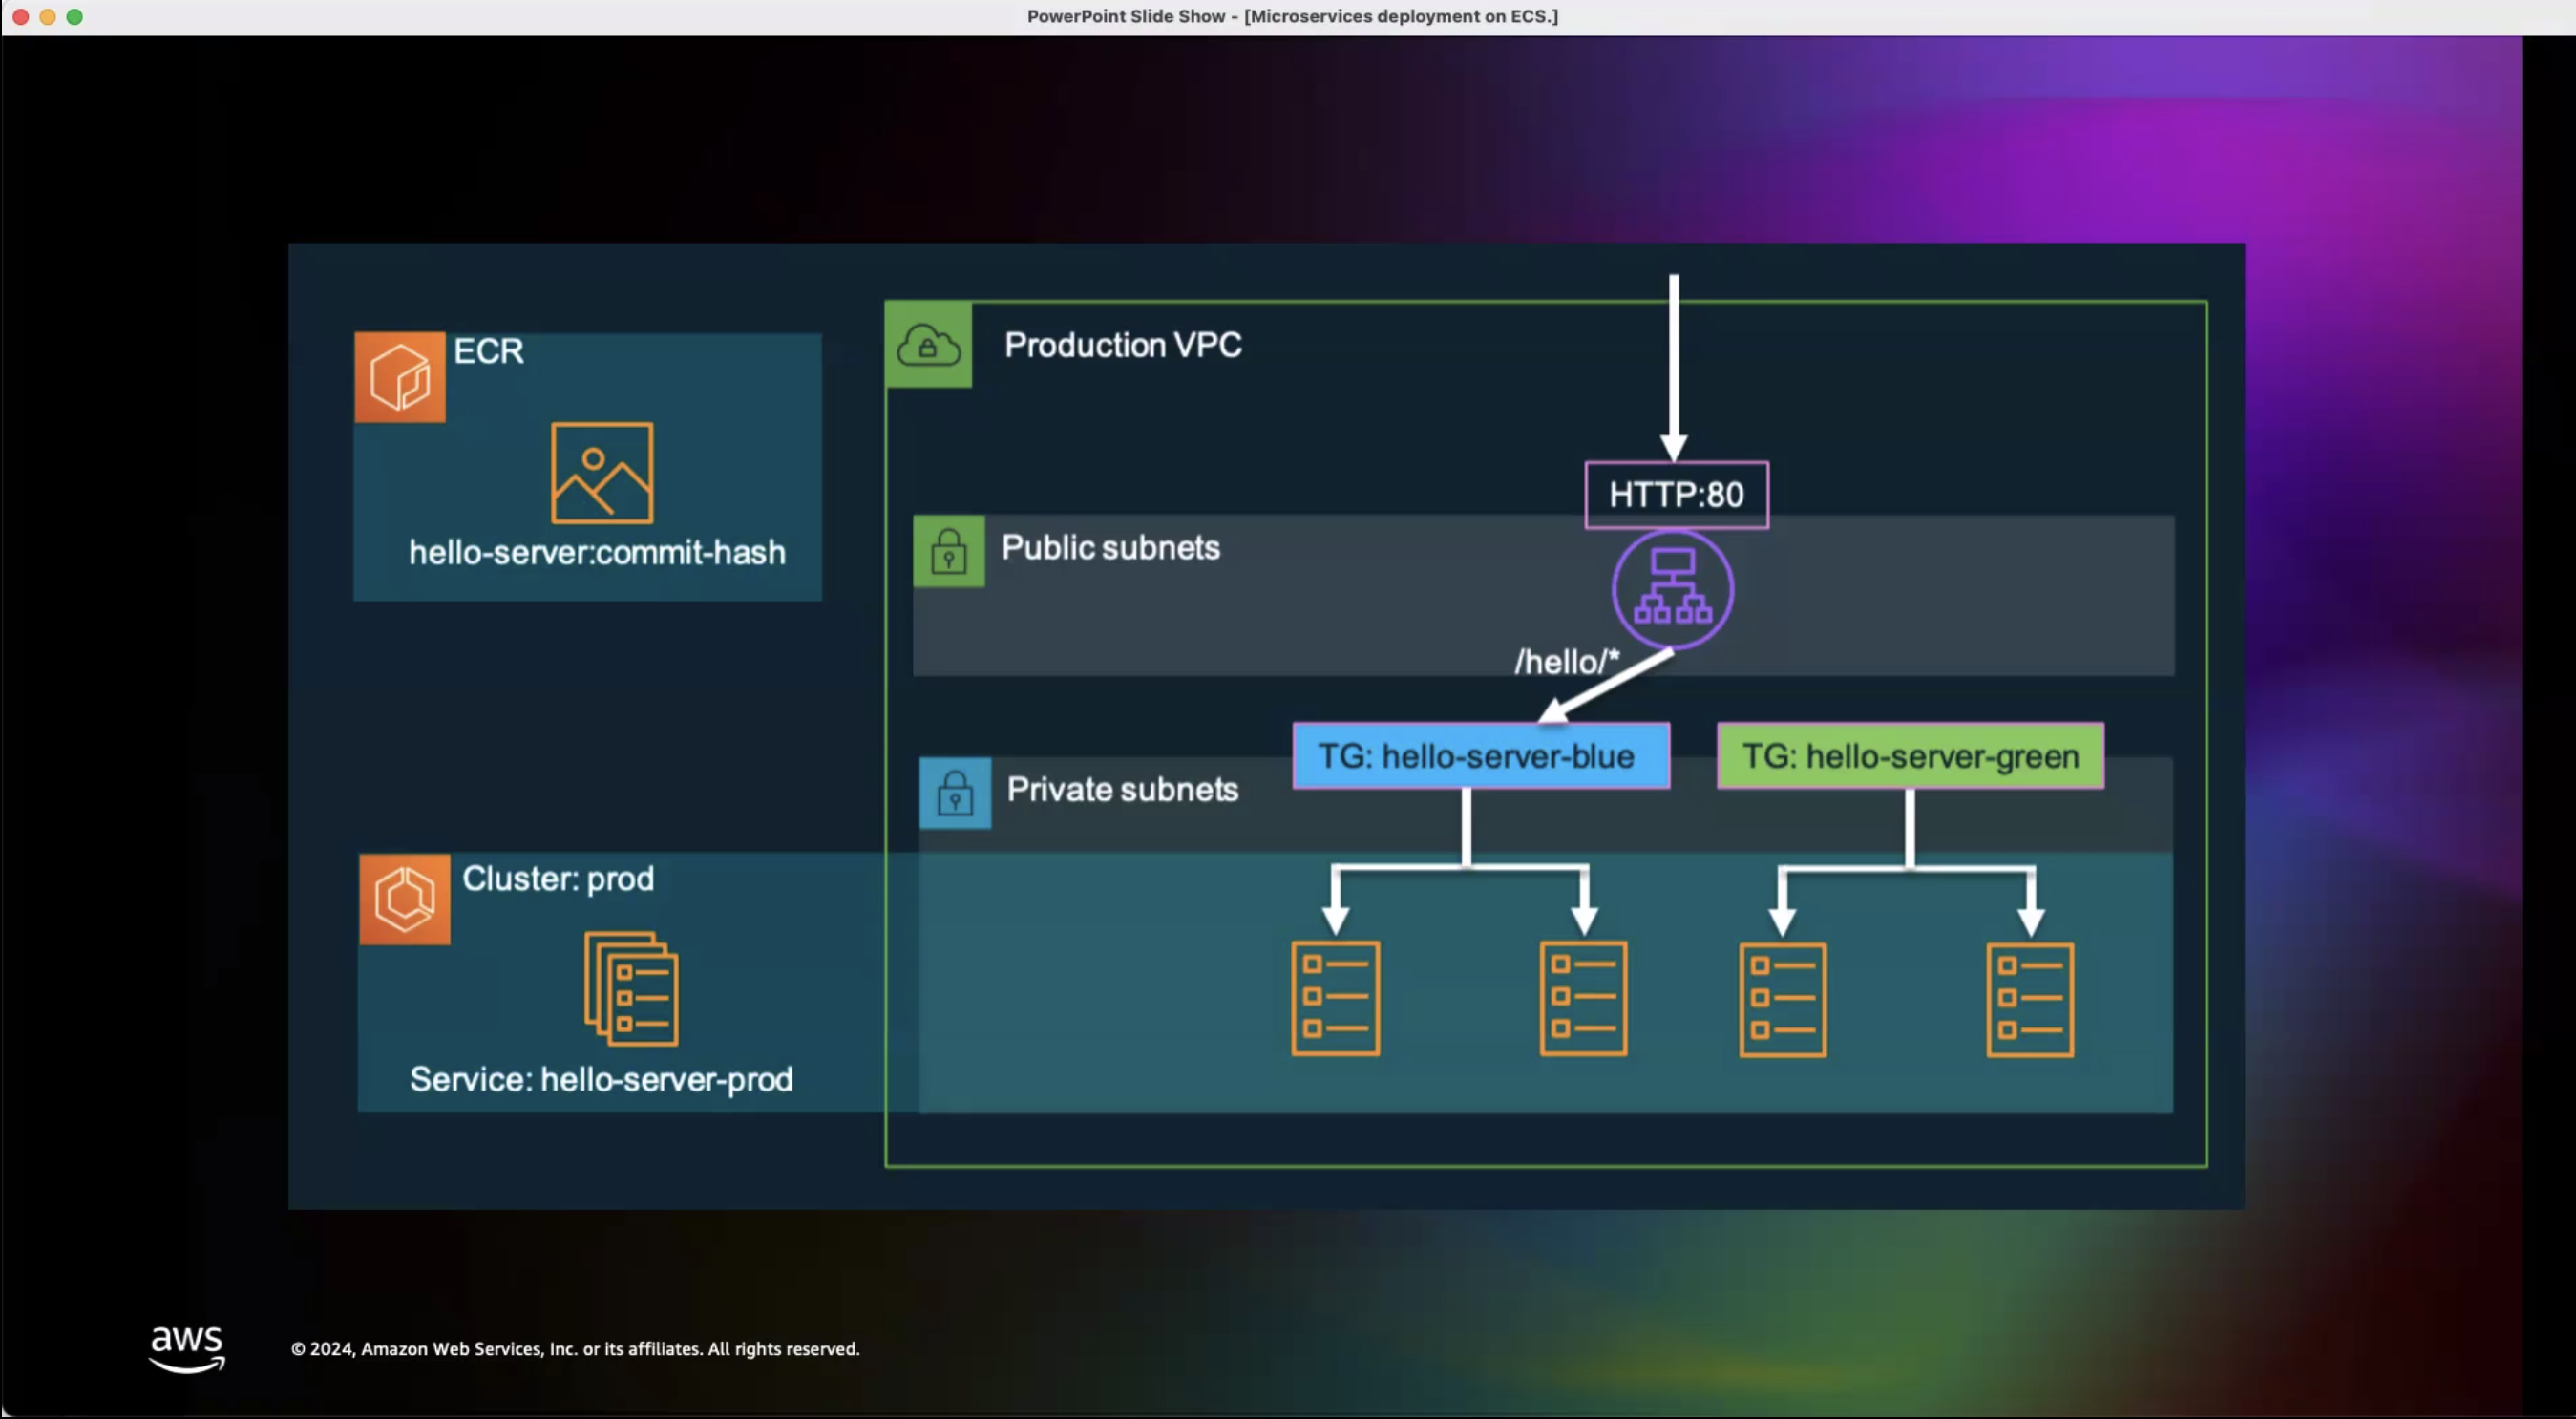 PowerPoint Slide Show - [Microservices deployment on ECS.]
ECR
hello-server:commit-hash
Production VPC
HTTP:80
Public subnets
/hello/*
TG: hello-server-blue
TG: hello-server-green
Private subnets
Cluster: prod
Service: hello-server-prod
aws
© 2024, Amazon Web Services, Inc. or its affiliates. All rights reserved.